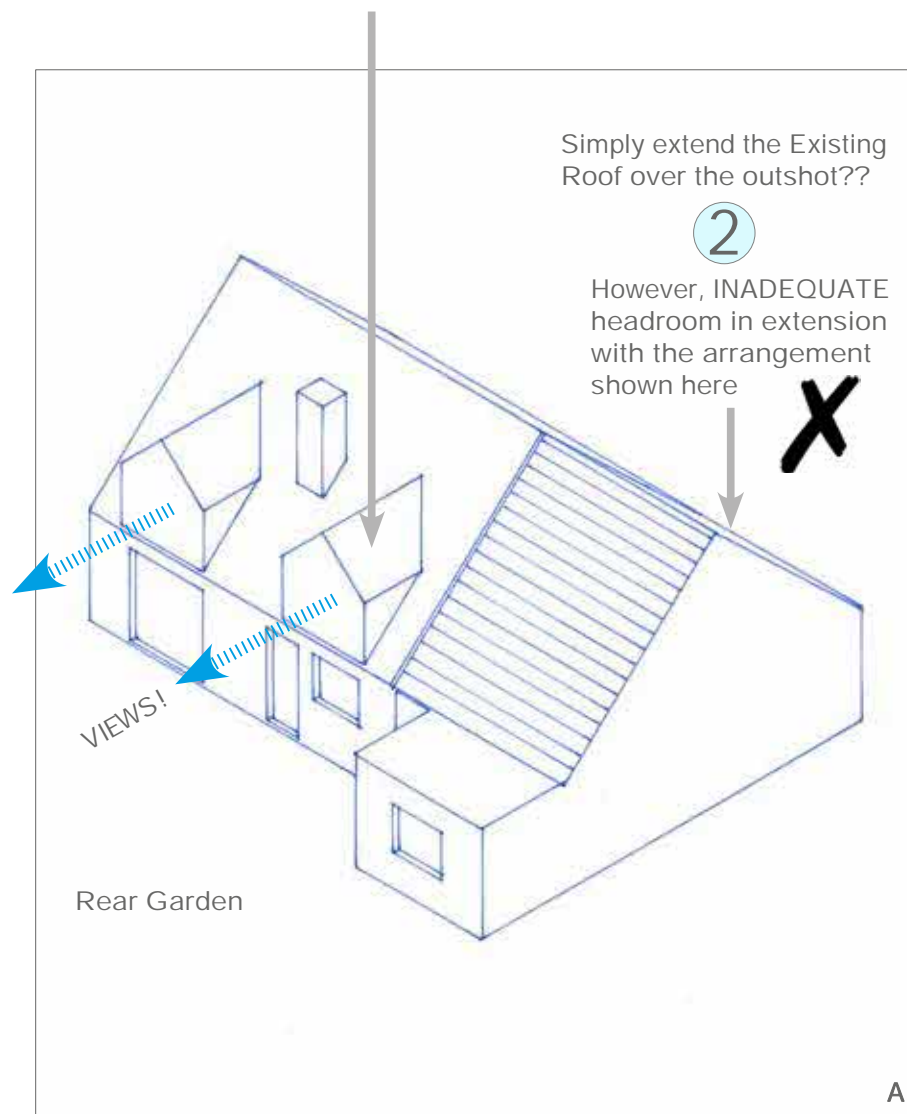 Simply extend the Existing
Roof over the outshot??
2
However, INADEQUATE
headroom in extension
with the arrangement
shown here
X
VIEWS!
Rear Garden
A